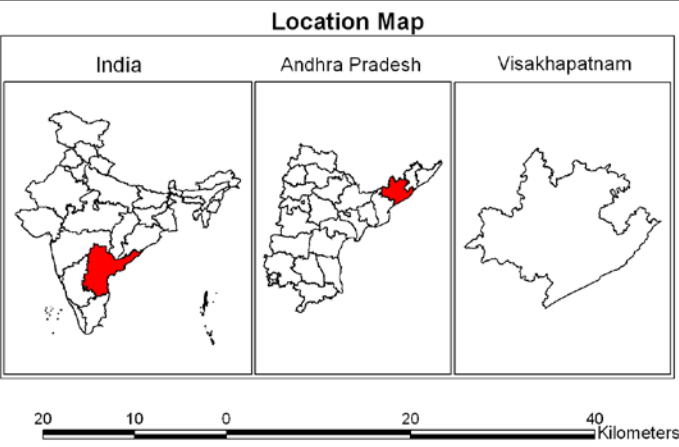 Location Map
India
Andhra Pradesh
Visakhapatnam
20 10 0 20 40
Kilometers